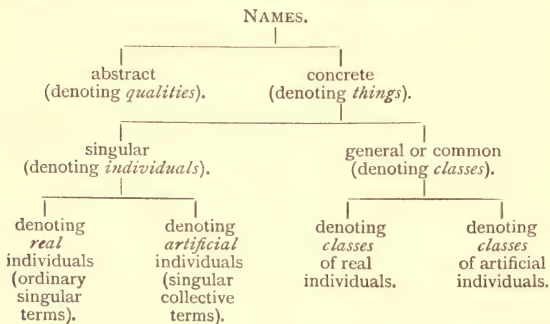 NAMES.
abstract
(denoting qualities).
concrete
(denoting things).
singular
(denoting individuals).
general or common
(denoting classes).
denoting
real
individuals
(ordinary
singular
terms).
denoting
artificial
individuals
(singular
collective
terms).
denoting
classes
of real
individuals.
denoting
classes
of artificial
individuals.